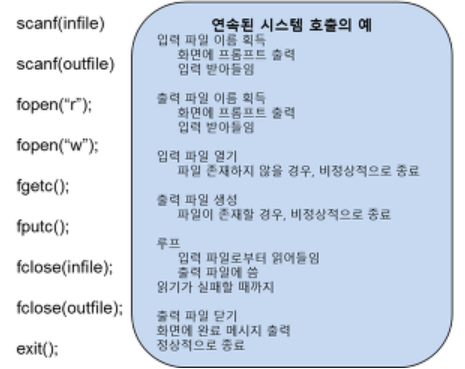 scanf(infile)
scanf(outfile)
fopen("r");
fopen("w");
fgetc();
fputc();
fclose(infile);
fclose(outfile);
exit();
연속된 시스템 호출의 예
입력 파일 이름 획득
화면에 프롬프트 출력
입력 받아들임
출력 파일 이름 획득
화면에 프롬프트 출력
입력 받아들임
입력 파일 열기
파일 존재하지 않을 경우, 비정상적으로 종료
출력 파일 생성
파일이 존재할 경우, 비정상적으로 종료
루프
입력 파일로부터 읽어들임
출력 파일에 씀
읽기가 실패할 때까지
출력 파일 닫기
화면에 완료 메시지 출력
정상적으로 종료